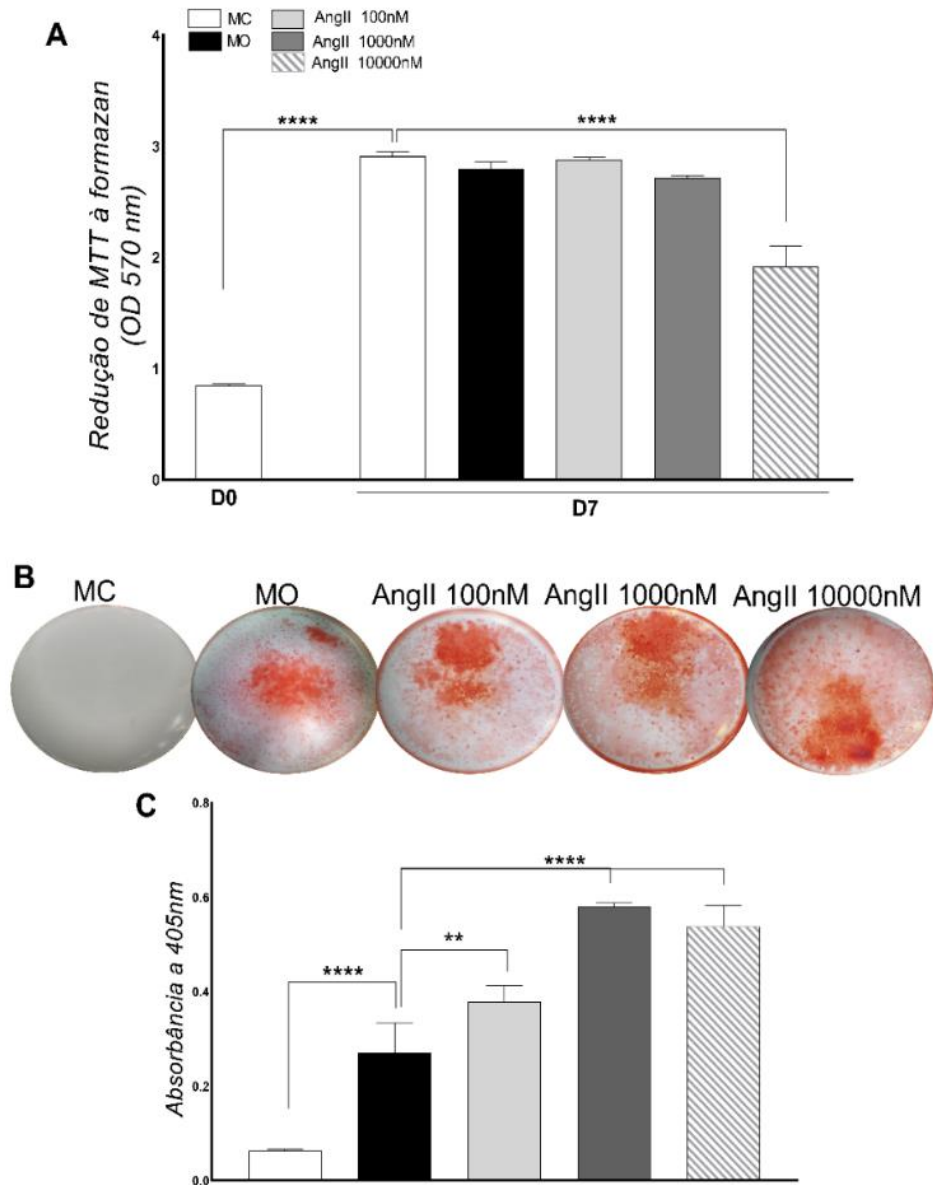 A
MC
MO
AngII 100nM
AngII 1000nM
AngII 10000nM
Redução de MTT à formazan
(OD 570 nm)
4
3
2
1
0
****
****
D0
D7
B
MC
MO
AngII 100nM
AngII 1000nM
AngII 10000nM
C
Absorbância a 405nm
0.8
0.6
0.4
0.2
0.0
****
**
****